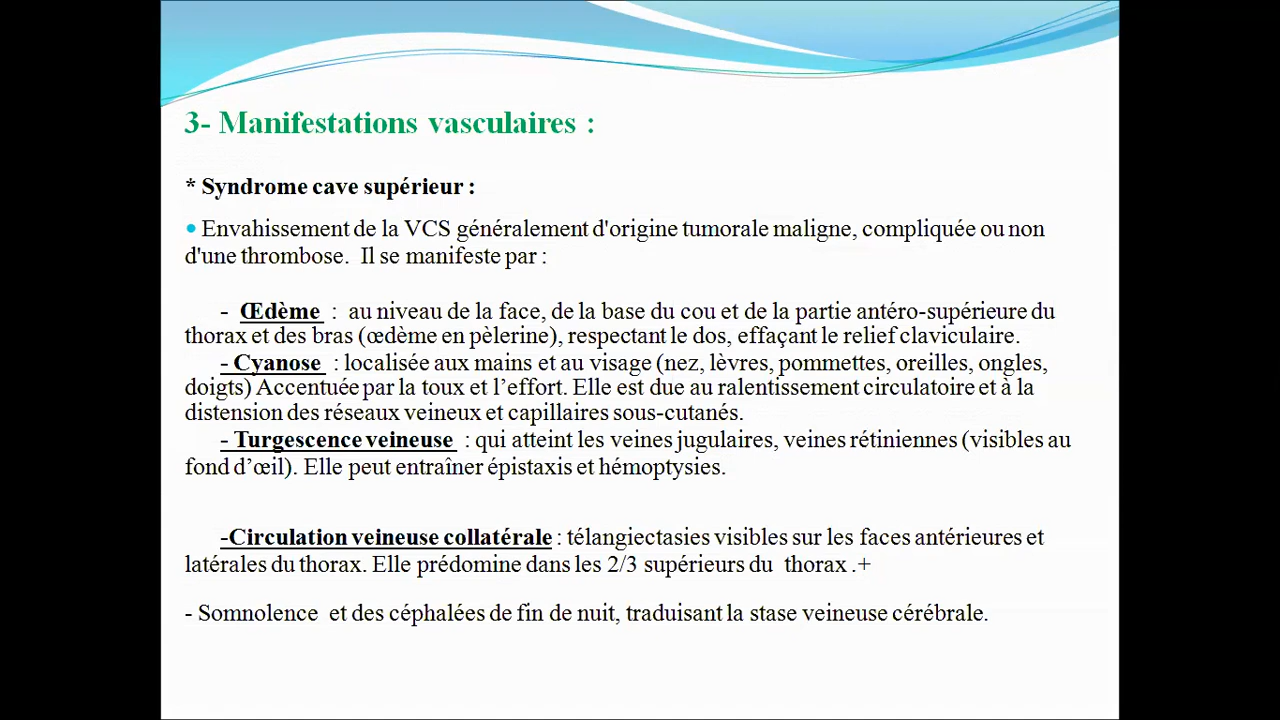 3- Manifestations vasculaires :
* Syndrome cave supérieur :
• Envahissement de la VCS généralement d'origine tumorale maligne, compliquée ou non
d'une thrombose. Il se manifeste par :
- Œdème : au niveau de la face, de la base du cou et de la partie antéro-supérieure du
thorax et des bras (œdème en pèlerine), respectant le dos, effaçant le relief claviculaire.
- Cyanose : localisée aux mains et au visage (nez, lèvres, pommettes, oreilles, ongles,
doigts) Accentuée par la toux et l’effort. Elle est due au ralentissement circulatoire et à la
distension des réseaux veineux et capillaires sous-cutanés.
- Turgescence veineuse : qui atteint les veines jugulaires, veines rétiniennes (visibles au
fond d’œil). Elle peut entraîner épistaxis et hémoptysies.
-Circulation veineuse collatérale : télangiectasies visibles sur les faces antérieures et
latérales du thorax. Elle prédomine dans les 2/3 supérieurs du thorax .+
- Somnolence et des céphalées de fin de nuit, traduisant la stase veineuse cérébrale.